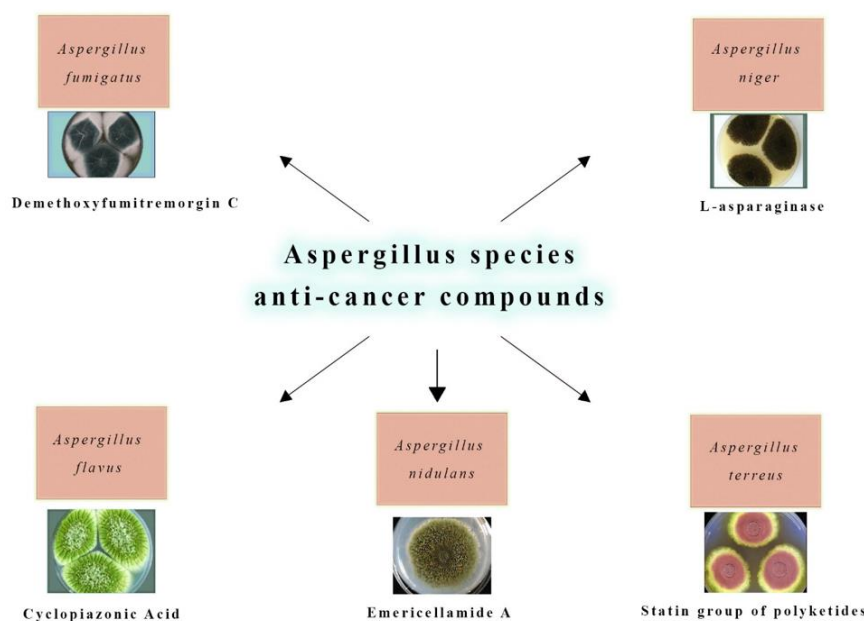 Aspergillus
fumigatus
Demethoxyfumitremorgin C
Aspergillus
niger
L-asparaginase
Aspergillus species
anti-cancer compounds
Aspergillus
flavus
Cyclopiazonic Acid
Aspergillus
nidulans
Emericellamide A
Aspergillus
terreus
Statin group of polyketides